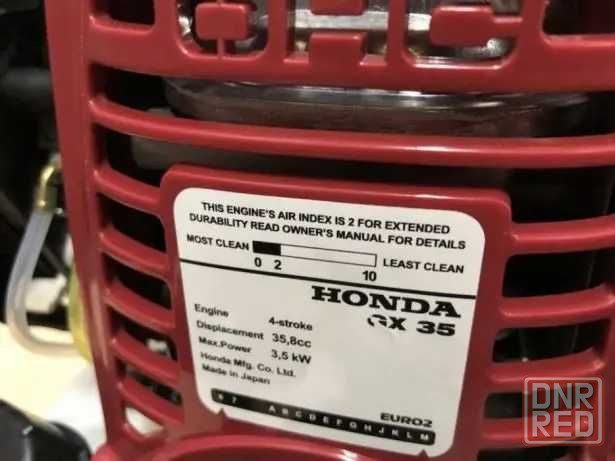 THIS ENGINE'S AIR INDEX IS 2 FOR EXTENDED
DURABILITY READ OWNER'S MANUAL FOR DETAILS
MOST CLEAN
LEAST CLEAN
0 2 10
HONDA
GX 35
Engine 4-stroke
Displacement 35,8cc
Max.Power 3,5 kW
Honda Mfg. Co. Ltd.
Made in Japan
EURO2
A B C D E F G H J K L M
DNR
RED